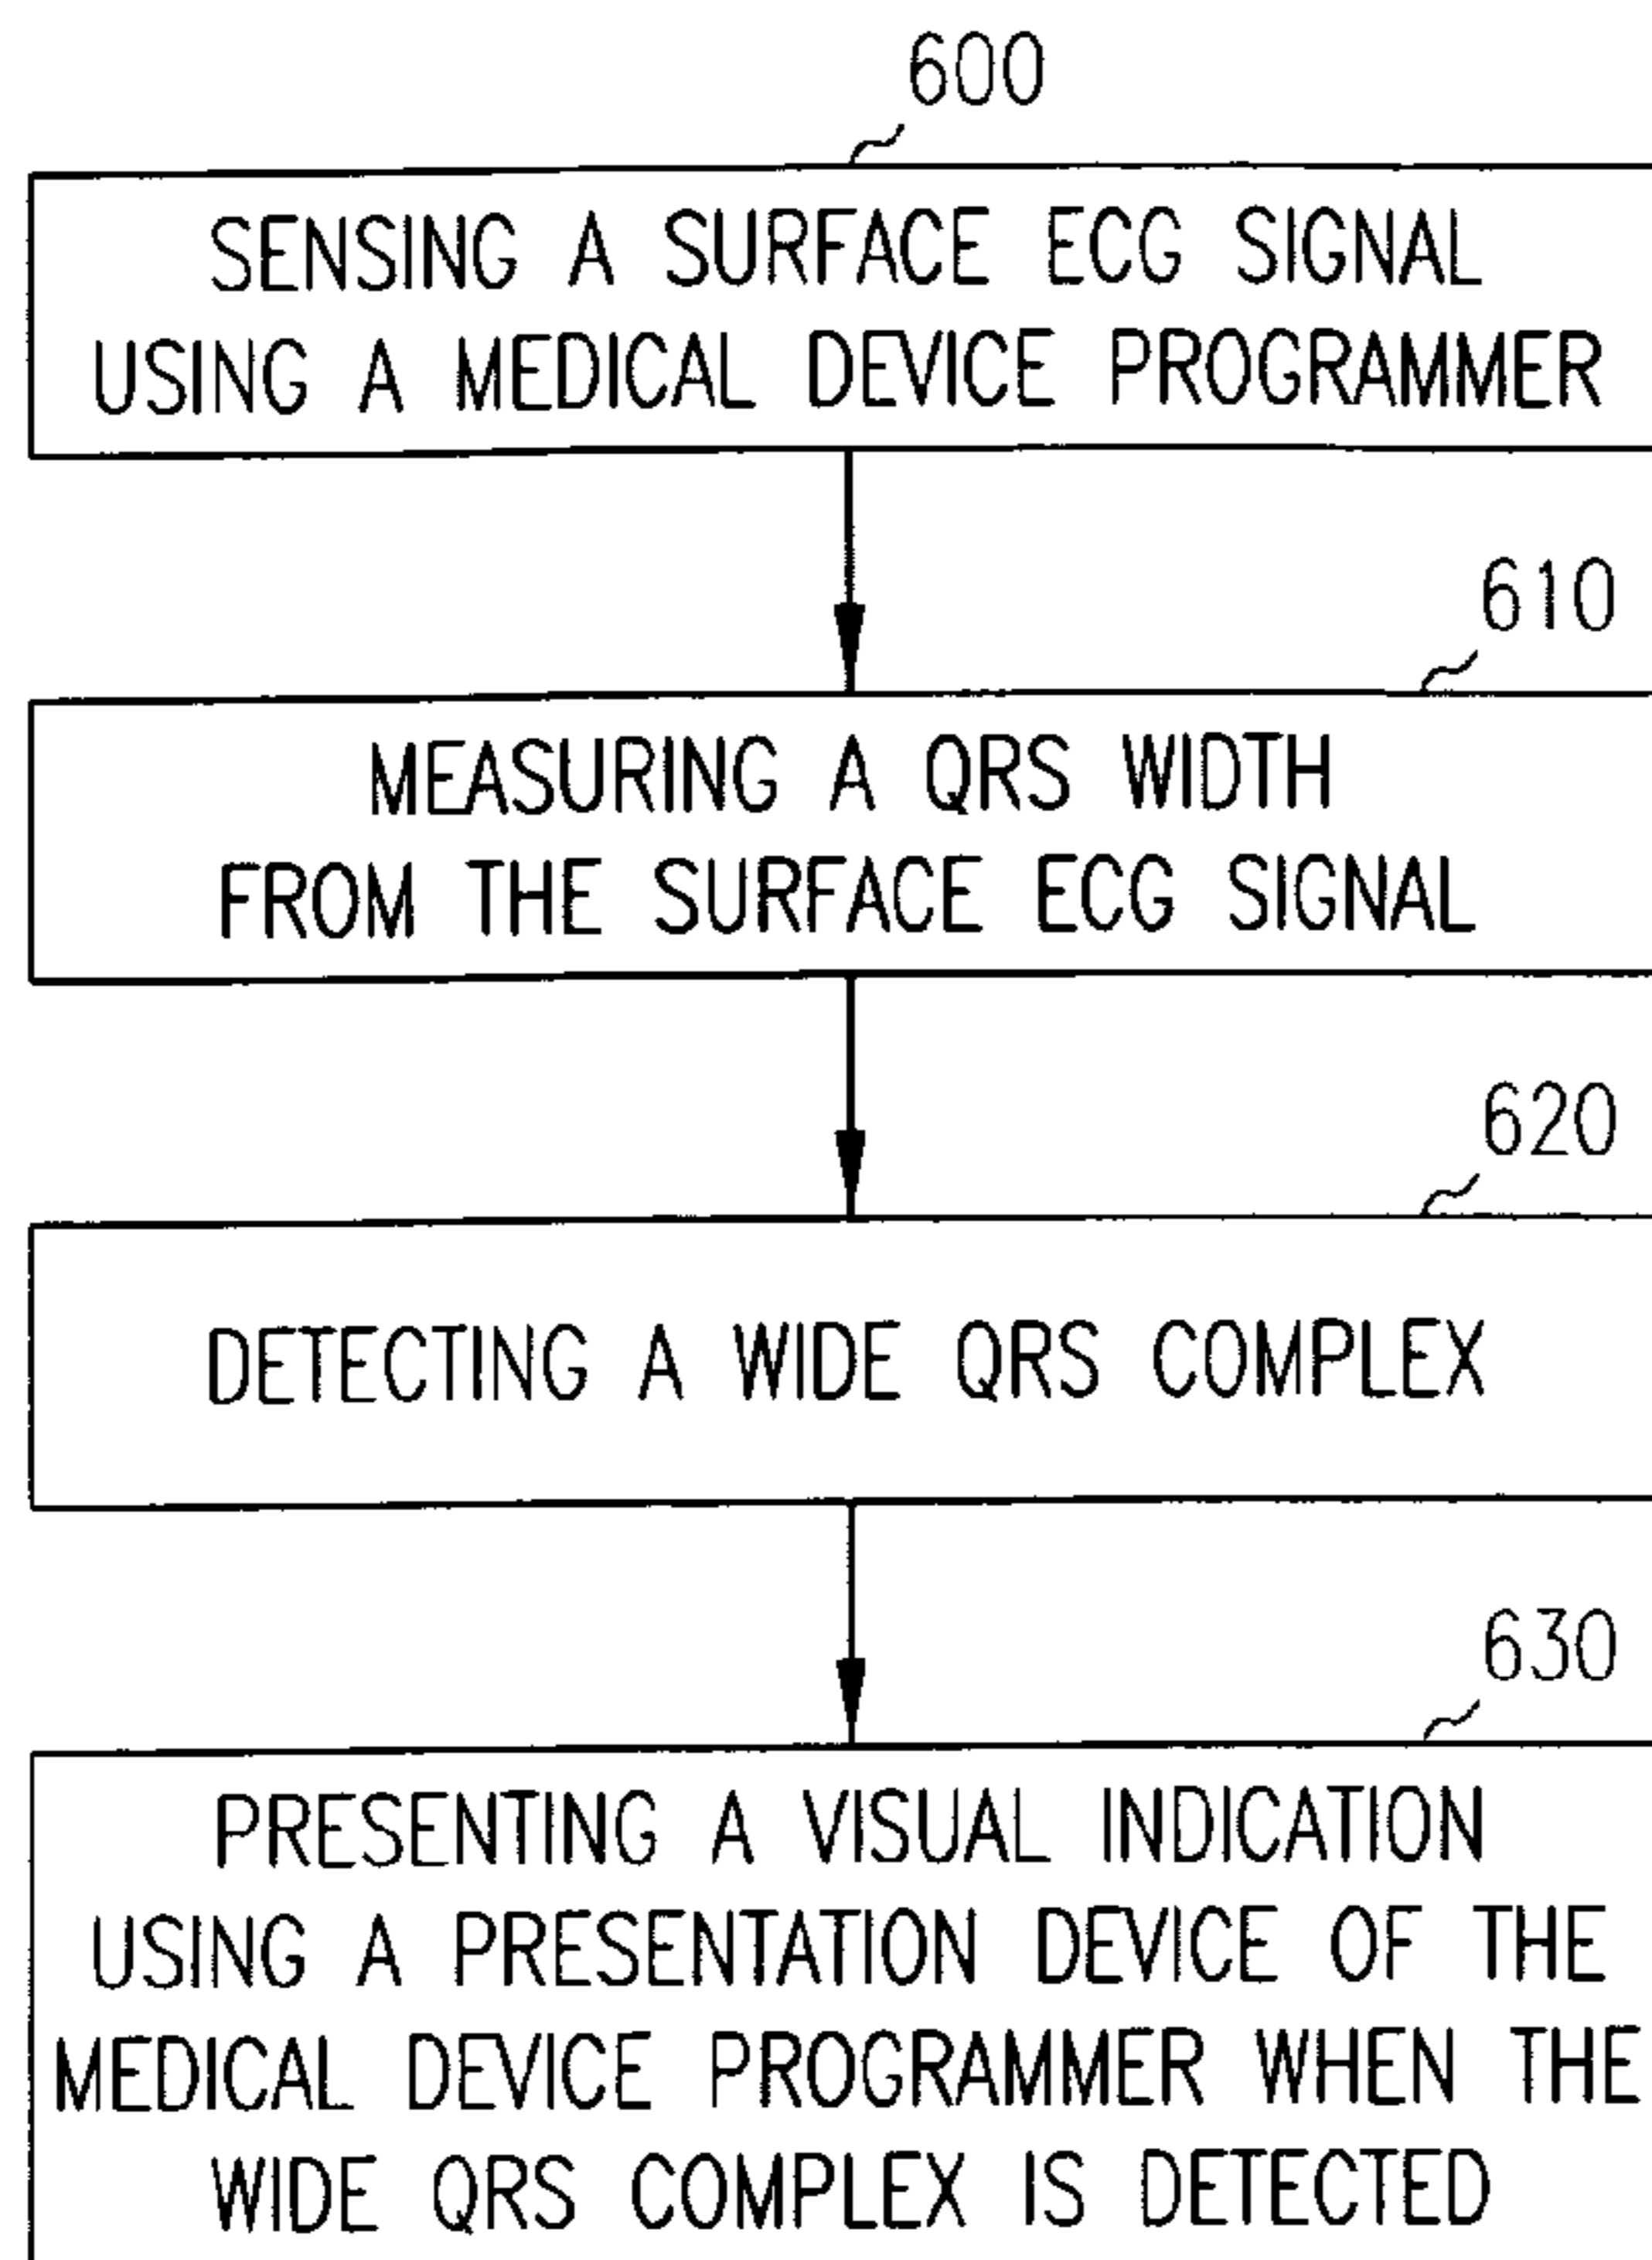 600
SENSING A SURFACE ECG SIGNAL
USING A MEDICAL DEVICE PROGRAMMER
610
MEASURING A QRS WIDTH
FROM THE SURFACE ECG SIGNAL
620
DETECTING A WIDE QRS COMPLEX
630
PRESENTING A VISUAL INDICATION
USING A PRESENTATION DEVICE OF THE
MEDICAL DEVICE PROGRAMMER WHEN THE
WIDE QRS COMPLEX IS DETECTED